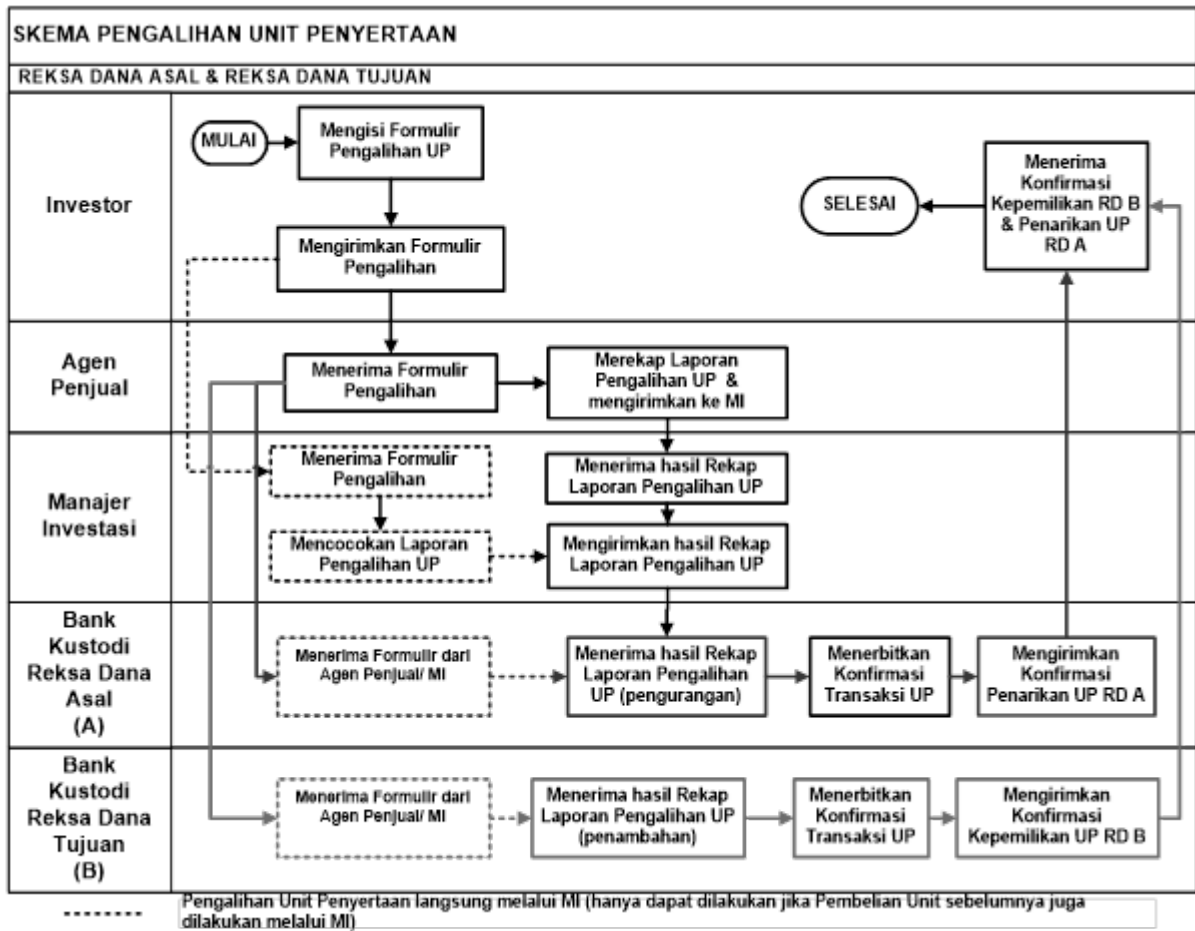 SKEMA PENGALIHAN UNIT PENYERTAAN
REKSA DANA ASAL & REKSA DANA TUJUAN
Investor
MULAI
Mengisi Formulir
Pengalihan UP
Mengirimkan Formulir
Pengalihan
SELESAI
Menerima
Konfirmasi
Kepemilikan RD B
& Penarikan UP
RD A
Agen
Penjual
Menerima Formulir
Pengalihan
Merekap Laporan
Pengalihan UP &
mengirimkan ke MI
Manajer
Investasi
Menerima Formulir
Pengalihan
Menerima hasil Rekap
Laporan Pengalihan UP
Mencocokan Laporan
Pengalihan UP
Mengirimkan hasil Rekap
Laporan Pengalihan UP
Bank
Kustodi
Reksa Dana
Asal
(A)
Menerima Formulir dari
Agen Penjual/ MI
Menerima hasil Rekap
Laporan Pengalihan
UP (pengurangan)
Menerbitkan
Konfirmasi
Transaksi UP
Mengirimkan
Konfirmasi
Penarikan UP RD A
Bank
Kustodi
Reksa Dana
Tujuan
(B)
Menerima Formulir dari
Agen Penjual/ MI
Menerima hasil Rekap
Laporan Pengalihan UP
(penambahan)
Menerbitkan
Konfirmasi
Transaksi UP
Mengirimkan
Konfirmasi
Kepemilikan UP RD B
Pengalihan Unit Penyertaan langsung melalui MI (hanya dapat dilakukan jika Pembelian Unit sebelumnya juga
dilakukan melalui MI)